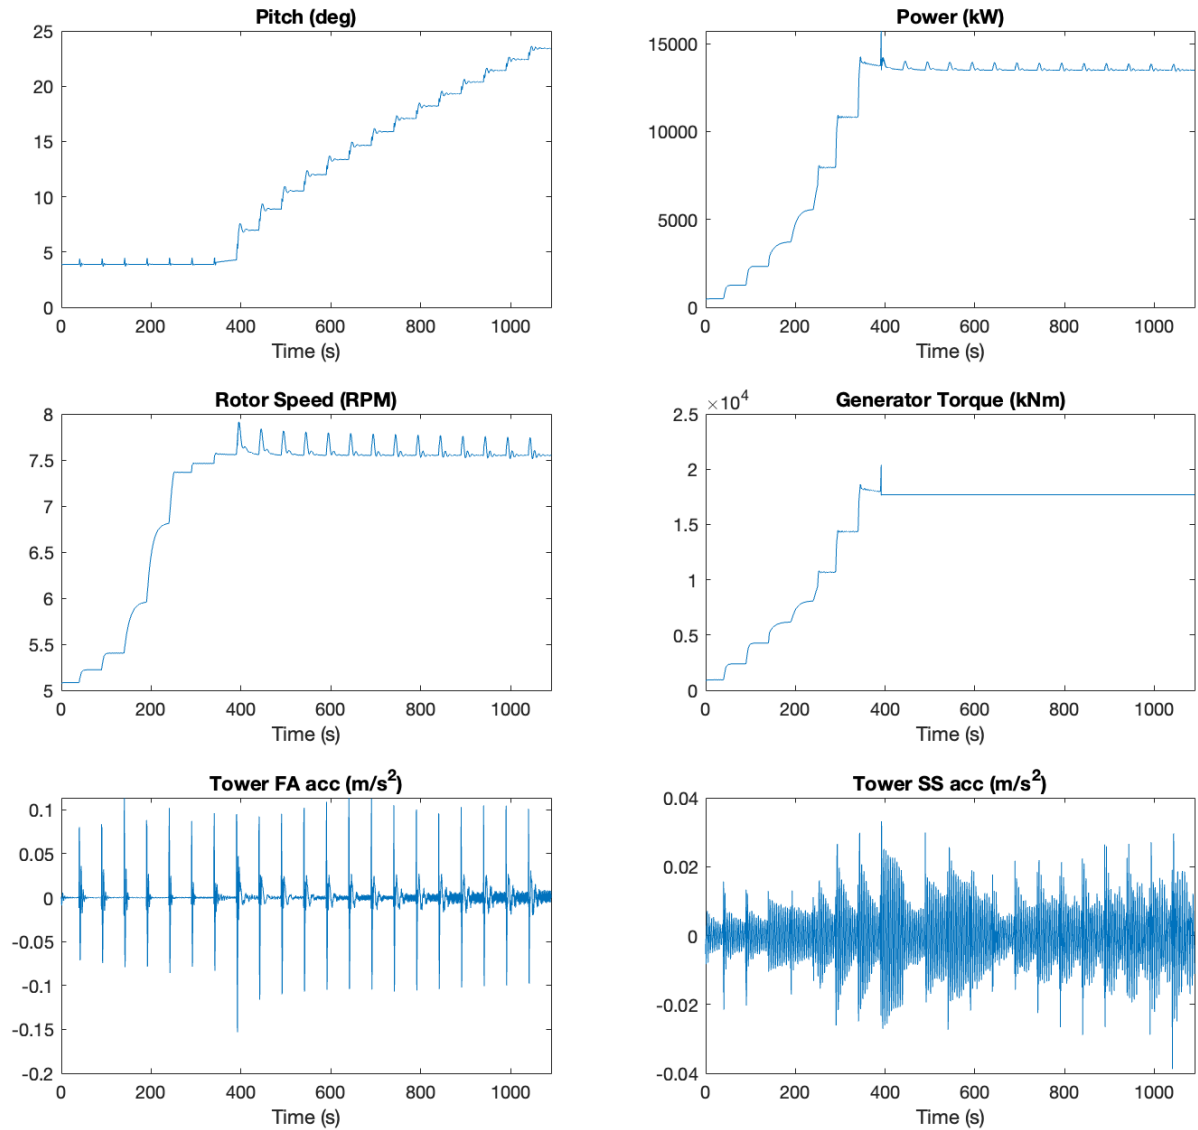 Pitch (deg)
25
20
15
10
5
0
0 200 400 600 800 1000
Time (s)
Power (kW)
15000
10000
5000
0
0 200 400 600 800 1000
Time (s)
Rotor Speed (RPM)
8
7.5
7
6.5
6
5.5
5
0 200 400 600 800 1000
Time (s)
Generator Torque (kNm)
×10⁴
2.5
2
1.5
1
0.5
0
0 200 400 600 800 1000
Time (s)
Tower FA acc (m/s²)
0.1
0.05
0
-0.05
-0.1
-0.15
-0.2
0 200 400 600 800 1000
Time (s)
Tower SS acc (m/s²)
0.04
0.02
0
-0.02
-0.04
0 200 400 600 800 1000
Time (s)